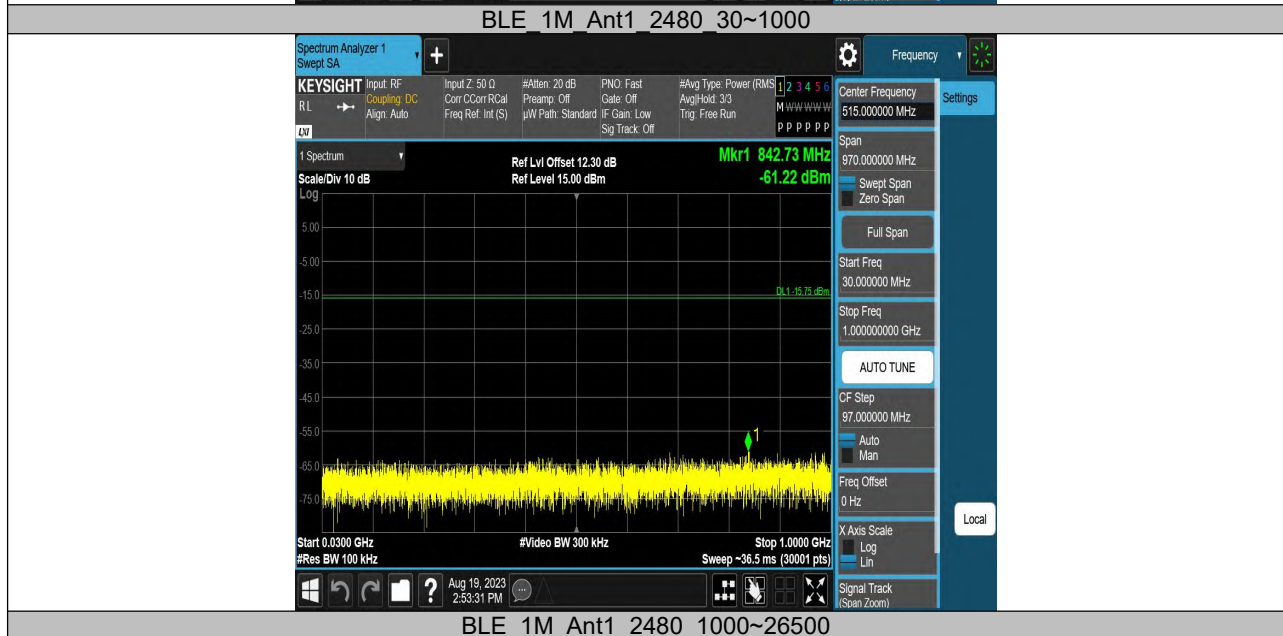 BLE_1M_Ant1_2480_30~1000
Spectrum Analyzer 1
Swept SA
+
Frequency
KEYSIGHT
RL
LXI
Input: RF
Coupling: DC
Align: Auto
Input Z: 50 Ω
Corr CCorr RCal
Freq Ref: Int (S)
#Atten: 20 dB
Preamp: Off
µW Path: Standard
PNO: Fast
Gate: Off
IF Gain: Low
Sig Track: Off
#Avg Type: Power (RMS
Avg|Hold: 3/3
Trig: Free Run
1 2 3 4 5 6
M W W W W W
P P P P P P
1 Spectrum
Scale/Div 10 dB
Ref Lvl Offset 12.30 dB
Ref Level 15.00 dBm
Mkr1 842.73 MHz
-61.22 dBm
Log
5.00
-5.00
-15.0
DL1 -15.75 dBm
-25.0
-35.0
-45.0
-55.0
1
-65.0
-75.0
Start 0.0300 GHz
#Res BW 100 kHz
#Video BW 300 kHz
Stop 1.0000 GHz
Sweep ~36.5 ms (30001 pts)
?
Aug 19, 2023
2:53:31 PM
Center Frequency
515.000000 MHz
Span
970.000000 MHz
Swept Span
Zero Span
Full Span
Start Freq
30.000000 MHz
Stop Freq
1.000000000 GHz
AUTO TUNE
CF Step
97.000000 MHz
Auto
Man
Freq Offset
0 Hz
X Axis Scale
Log
Lin
Signal Track
(Span Zoom)
Settings
Local
BLE_1M_Ant1_2480_1000~26500